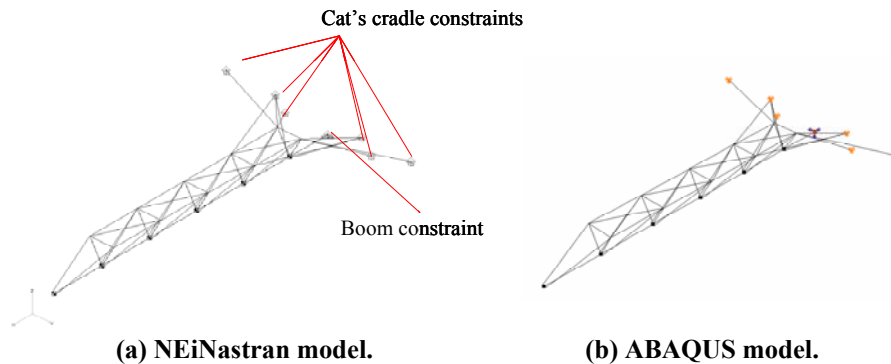 Cat's cradle constraints
Boom constraint
(a) NEiNastran model.
(b) ABAQUS model.